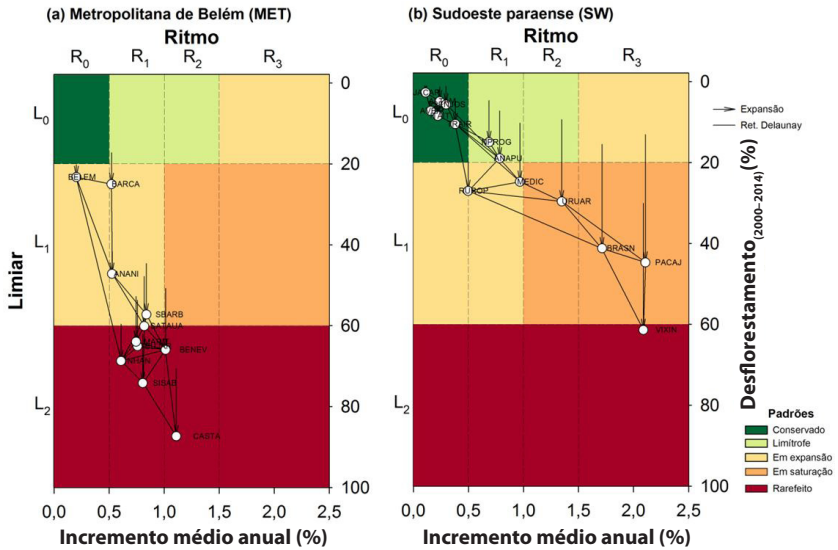 (a) Metropolitana de Belém (MET)
Ritmo
R0 R1 R2 R3
L0
L1
L2
Limiar
0
20
40
60
80
100
BELEM
BARCA
ANANI
SBARB
SATAUA
BENEV
SISAB
CASTA
0,0 0,5 1,0 1,5 2,0 2,5
Incremento médio anual (%)
(b) Sudoeste paraense (SW)
Ritmo
R0 R1 R2 R3
L0
L1
L2
0
20
40
60
80
100
NPROG
ANAPU
MEDIC
RUROP
URUAR
BRASN
PACAJ
VIXIN
0,0 0,5 1,0 1,5 2,0 2,5
Incremento médio anual (%)
Desflorestamento(2000–2014)(%)
Expansão
Ret. Delaunay
Padrões
Conservado
Limítrofe
Em expansão
Em saturação
Rarefeito